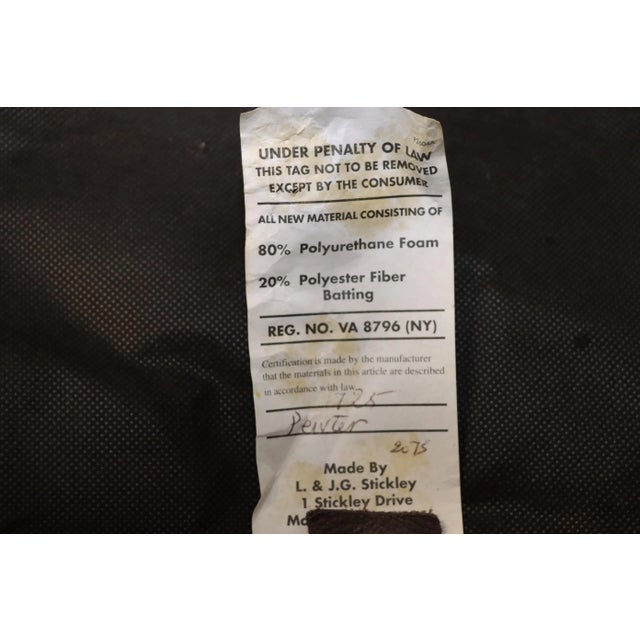 UNDER PENALTY OF LAW
THIS TAG NOT TO BE REMOVED
EXCEPT BY THE CONSUMER
ALL NEW MATERIAL CONSISTING OF
80% Polyurethane Foam
20% Polyester Fiber
Batting
REG. NO. VA 8796 (NY)
Certification is made by the manufacturer
that the materials in this article are described
in accordance with law.
725
Pewter
2075
Made By
L. & J.G. Stickley
1 Stickley Drive